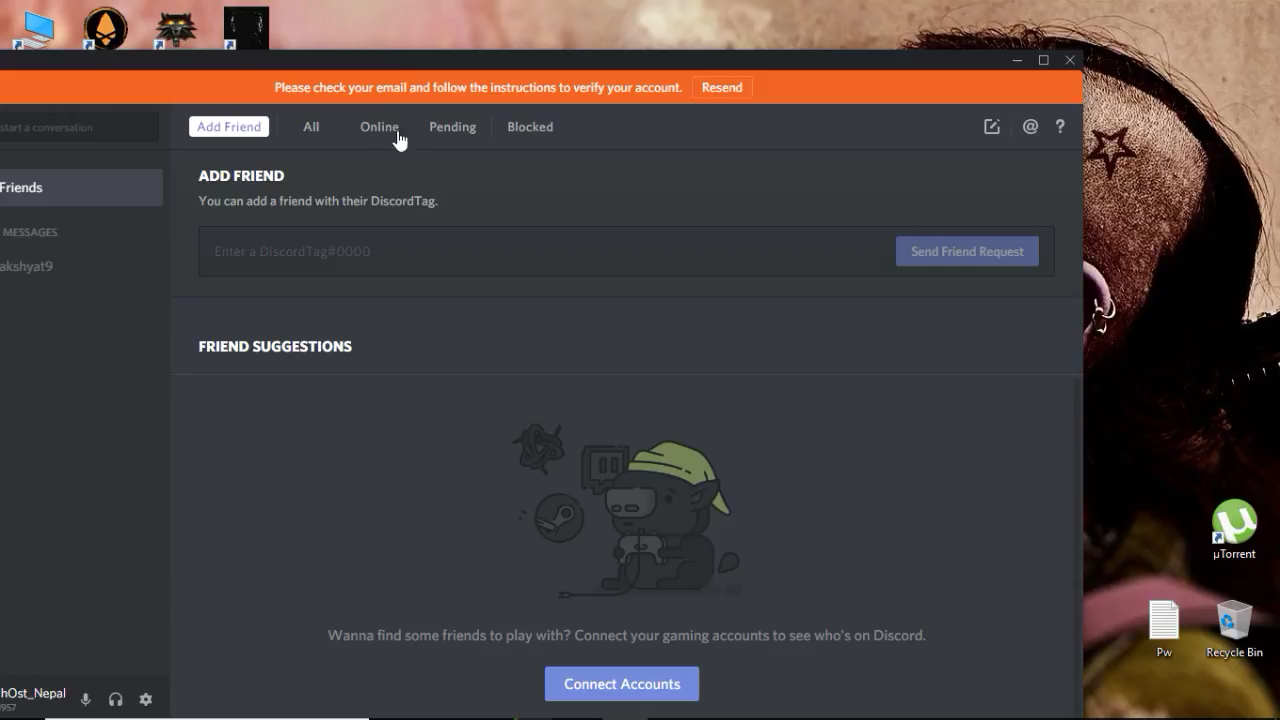 Please check your email and follow the instructions to verify your account. Resend
start a conversation
Add Friend All Online Pending Blocked
@ ?
Friends
ADD FRIEND
You can add a friend with their DiscordTag.
MESSAGES
Enter a DiscordTag#0000 Send Friend Request
akshyat9
FRIEND SUGGESTIONS
µTorrent
Wanna find some friends to play with? Connect your gaming accounts to see who's on Discord.
Pw Recycle Bin
Connect Accounts
hOst_Nepal
957